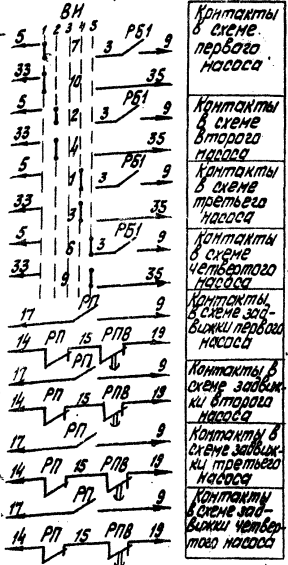 ВИ
1 2 3 4 5
5 7 3 РБ1 9
33 10 35
5 2 3 РБ1 9
33 4 35
5 1 3 РБ1 9
33 3 35
5 6 3 РБ1 9
33 9 35
17 РП 9
14 РП 15 РПВ 19
17 РП 9
14 РП 15 РПВ 19
17 РП 9
14 РП 15 РПВ 19
17 РП 9
14 РП 15 РПВ 19
Контакты
в схеме
первого
насоса
Контакты
в схеме
второго
насоса
Контакты
в схеме
третьего
насоса
Контакты
в схеме
четвертого
насоса
Контакты
в схеме зад-
вижки первого
насоса
Контакты в
схеме задвиж-
ки второго
насоса
Контакты в
схеме задвиж-
ки третьего
насоса
Контакты
в схеме зад-
вижки четвер-
того насоса